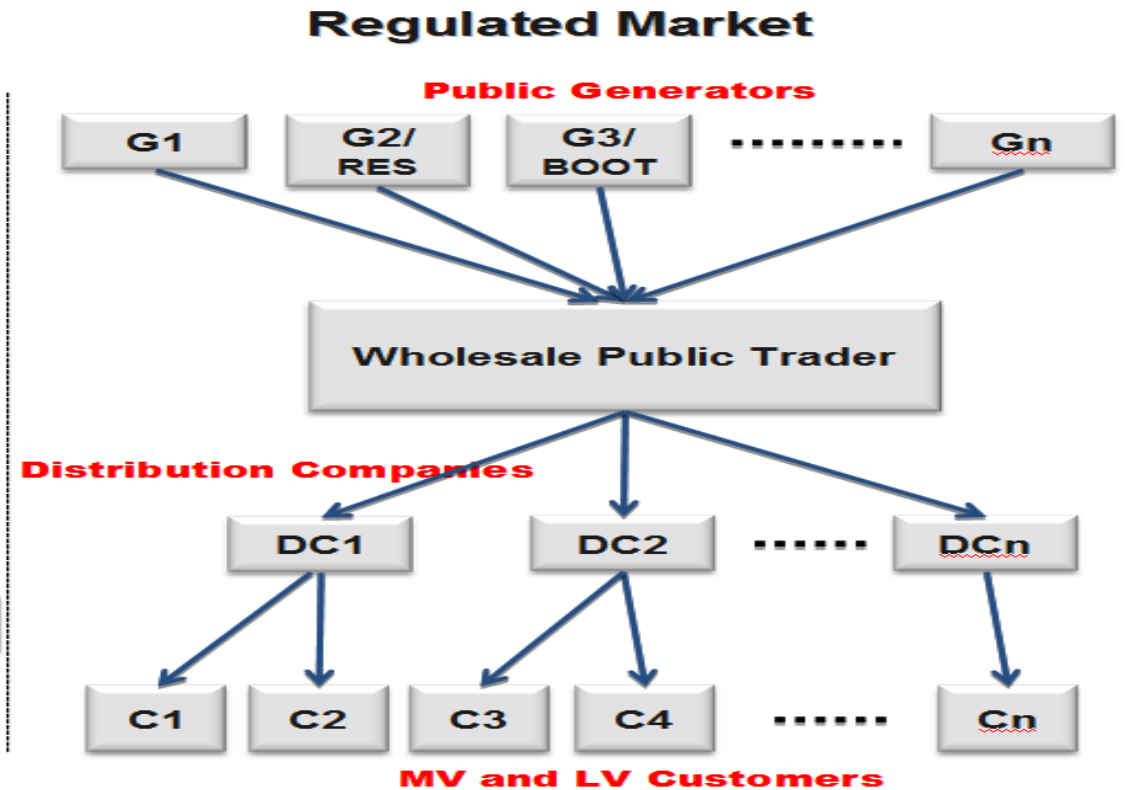 Regulated Market
Public Generators
G1
G2/
RES
G3/
BOOT
Gn
Wholesale Public Trader
Distribution Companies
DC1
DC2
DCn
C1
C2
C3
C4
Cn
MV and LV Customers